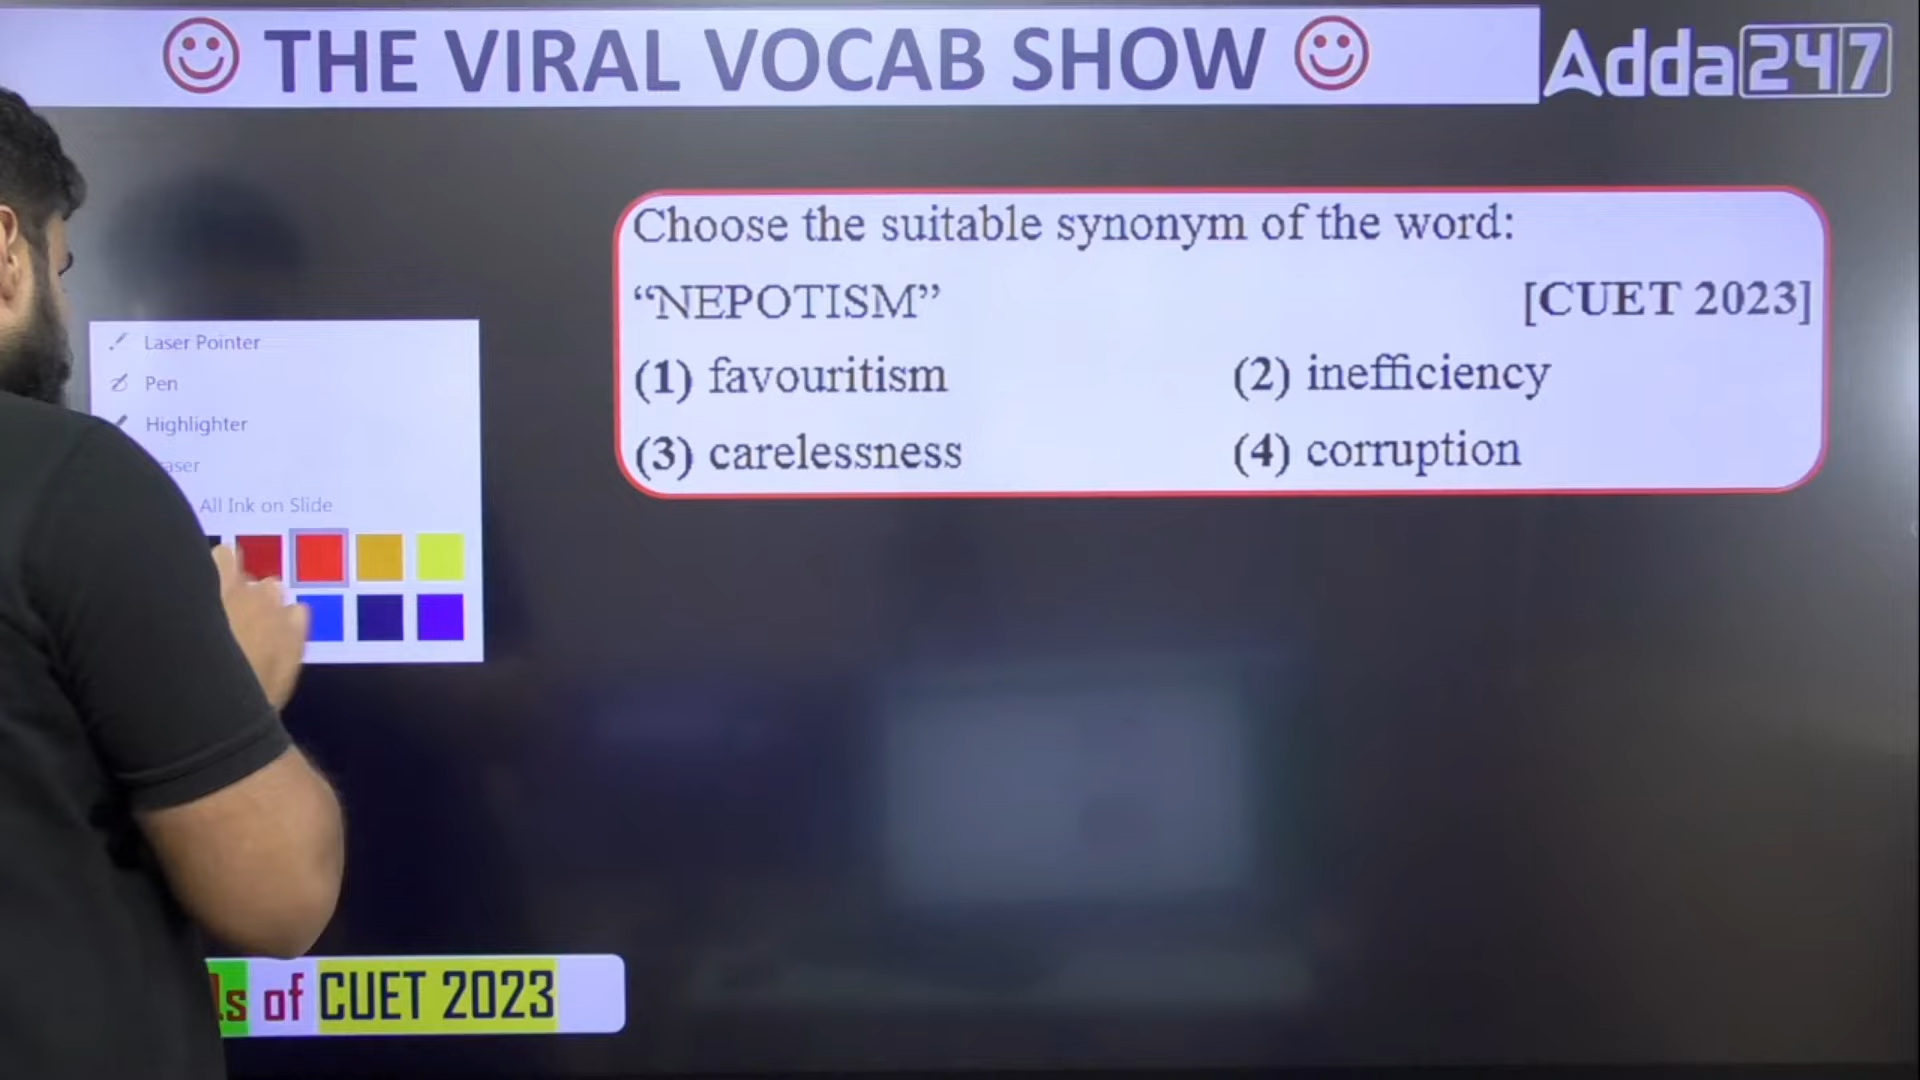 THE VIRAL VOCAB SHOW
Adda247
Choose the suitable synonym of the word:
“NEPOTISM” [CUET 2023]
(1) favouritism (2) inefficiency
(3) carelessness (4) corruption
Laser Pointer
Pen
Highlighter
All Ink on Slide
of CUET 2023